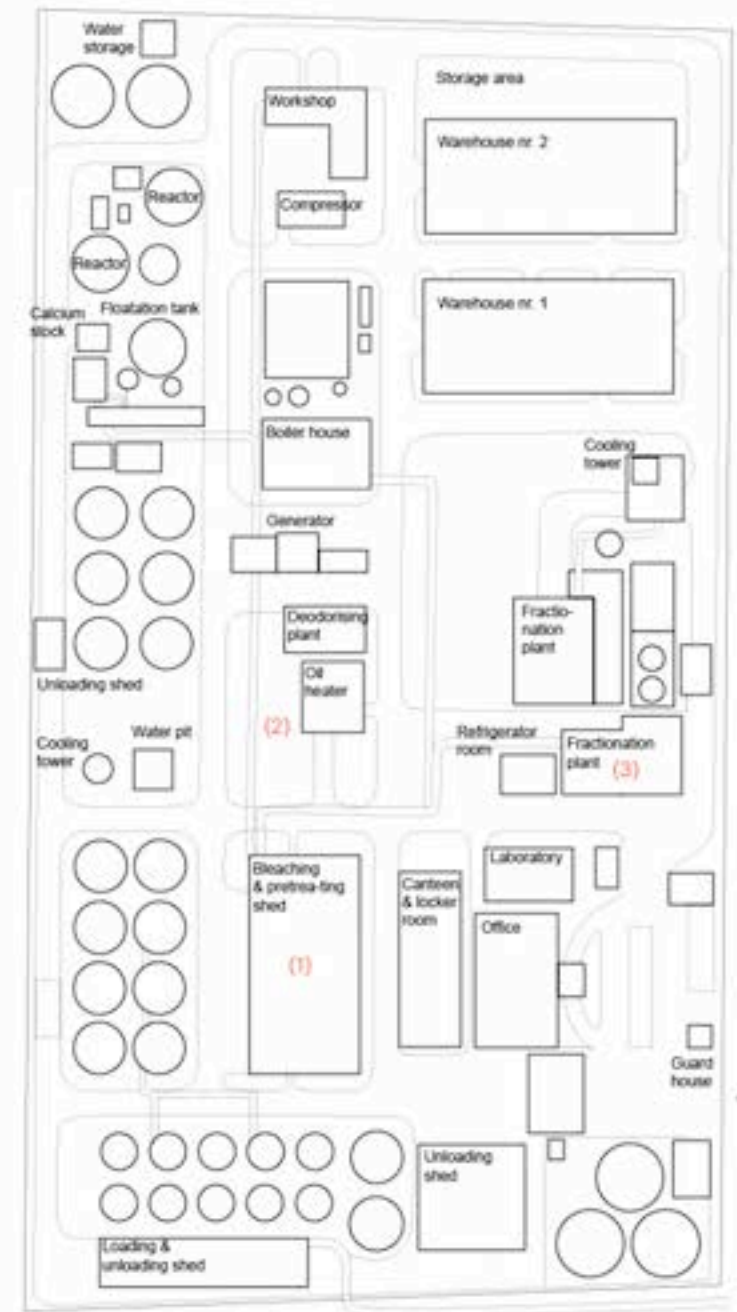 Water
storage
Workshop
Storage area
Warehouse nr. 2
Compressor
Reactor
Reactor
Warehouse nr. 1
Calcium
stock
Floatation tank
Boiler house
Cooling
tower
Generator
Deodorising
plant
Fractio-
nation
plant
Oil
heater
Unloading shed
(2)
Cooling
tower
Water pit
Refrigerator
room
Fractionation
plant
(3)
Bleaching
& pretrea-ting
shed
(1)
Canteen
& locker
room
Laboratory
Office
Guard
house
Unloading
shed
Loading &
unloading shed